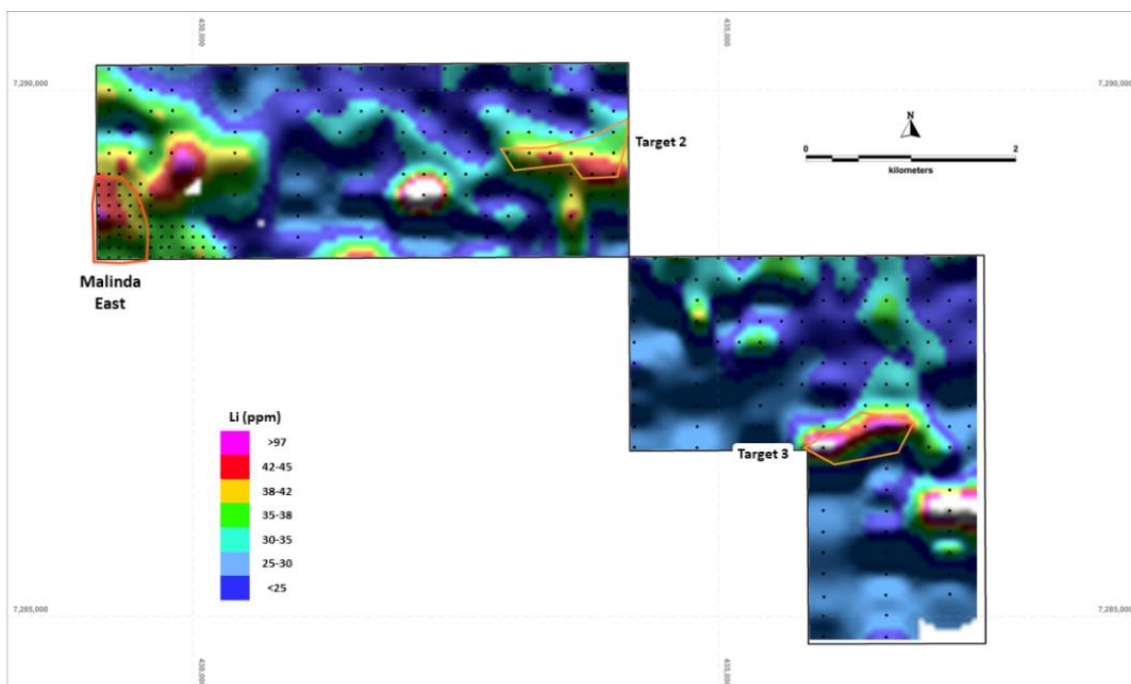 430,000
435,000
7,290,000
7,290,000
N
0
2
kilometers
Target 2
Malinda
East
Li (ppm)
>97
42-45
38-42
35-38
30-35
25-30
<25
Target 3
7,285,000
7,285,000
430,000
435,000